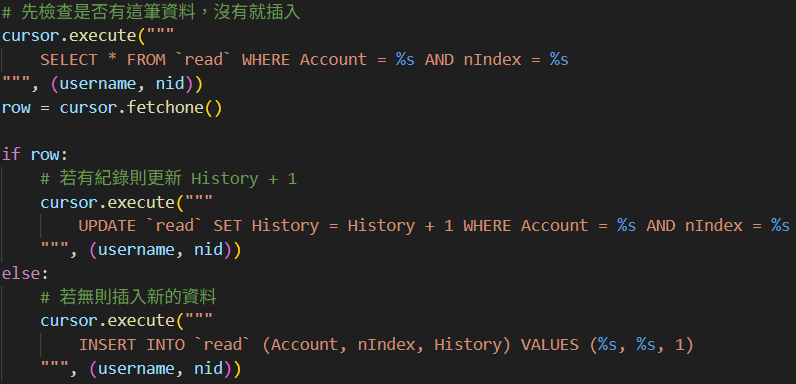 # 先檢查是否有這筆資料，沒有就插入
cursor.execute("""
    SELECT * FROM `read` WHERE Account = %s AND nIndex = %s
""", (username, nid))
row = cursor.fetchone()

if row:
    # 若有紀錄則更新 History + 1
    cursor.execute("""
        UPDATE `read` SET History = History + 1 WHERE Account = %s AND nIndex = %s
    """, (username, nid))
else:
    # 若無則插入新的資料
    cursor.execute("""
        INSERT INTO `read` (Account, nIndex, History) VALUES (%s, %s, 1)
    """, (username, nid))